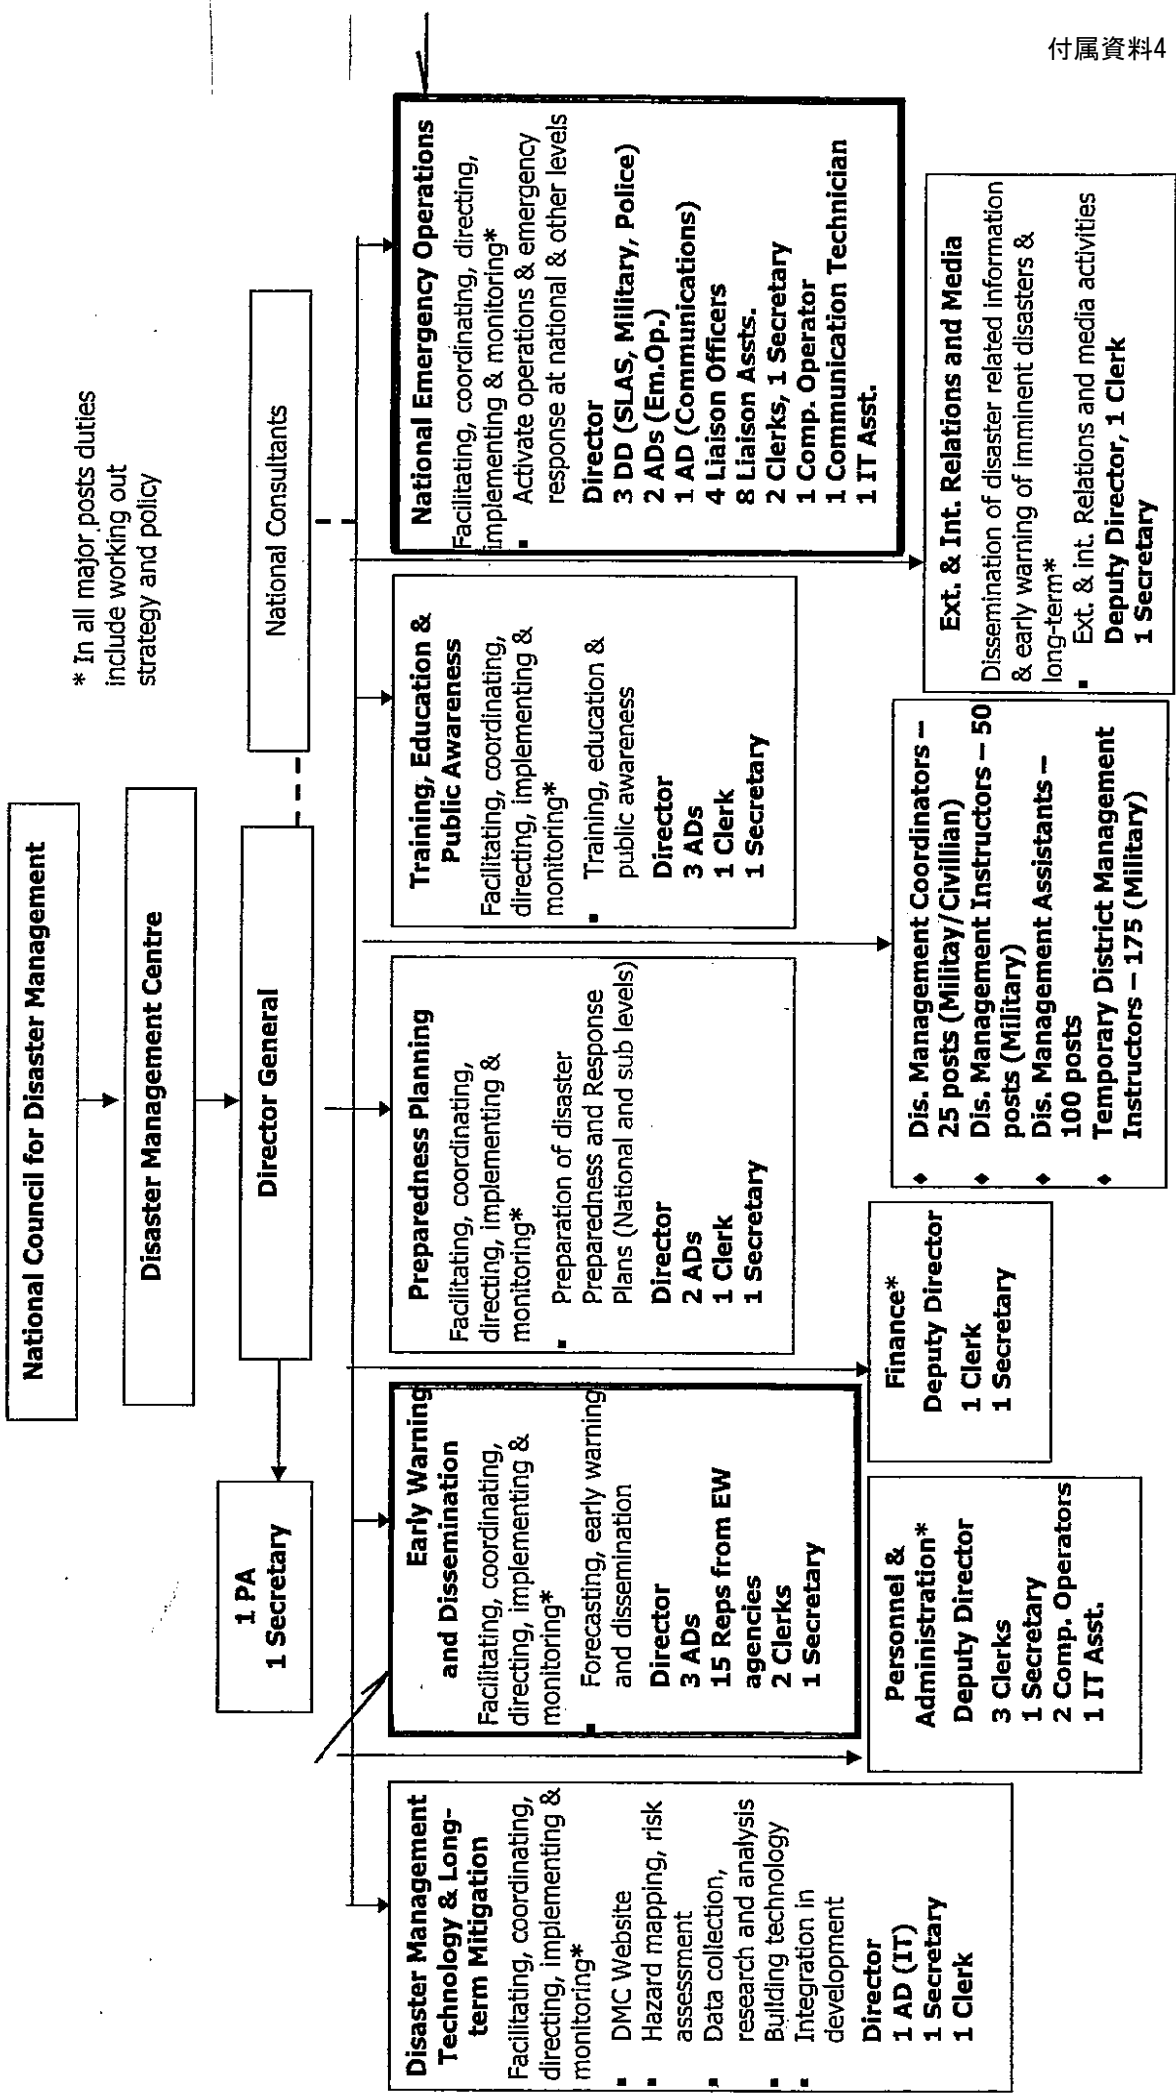 付属資料4
National Council for Disaster Management
Disaster Management Centre
Director General
National Consultants
* In all major posts duties
include working out
strategy and policy
1 PA
1 Secretary
Disaster Management
Technology & Long-
term Mitigation
Facilitating, coordinating,
directing, implementing &
monitoring*
▪ DMC Website
▪ Hazard mapping, risk
assessment
▪ Data collection,
research and analysis
▪ Building technology
▪ Integration in
development
Director
1 AD (IT)
1 Secretary
1 Clerk
Early Warning
and Dissemination
Facilitating, coordinating,
directing, implementing &
monitoring*
▪ Forecasting, early warning
and dissemination
Director
3 ADs
15 Reps from EW
agencies
2 Clerks
1 Secretary
Preparedness Planning
Facilitating, coordinating,
directing, implementing &
monitoring*
▪ Preparation of disaster
Preparedness and Response
Plans (National and sub levels)
Director
2 ADs
1 Clerk
1 Secretary
Training, Education &
Public Awareness
Facilitating, coordinating,
directing, implementing &
monitoring*
▪ Training, education &
public awareness
Director
3 ADs
1 Clerk
1 Secretary
National Emergency Operations
Facilitating, coordinating, directing,
implementing & monitoring*
▪ Activate operations & emergency
response at national & other levels
Director
3 DD (SLAS, Military, Police)
2 ADs (Em.Op.)
1 AD (Communications)
4 Liaison Officers
8 Liaison Assts.
2 Clerks, 1 Secretary
1 Comp. Operator
1 Communication Technician
1 IT Asst.
Personnel &
Administration*
Deputy Director
3 Clerks
1 Secretary
2 Comp. Operators
1 IT Asst.
Finance*
Deputy Director
1 Clerk
1 Secretary
♦ Dis. Management Coordinators –
25 posts (Militay/Civillian)
♦ Dis. Management Instructors – 50
posts (Military)
♦ Dis. Management Assistants –
100 posts
♦ Temporary District Management
Instructors – 175 (Military)
Ext. & Int. Relations and Media
Dissemination of disaster related information
& early warning of imminent disasters &
long-term*
▪ Ext. & int. Relations and media activities
Deputy Director, 1 Clerk
1 Secretary